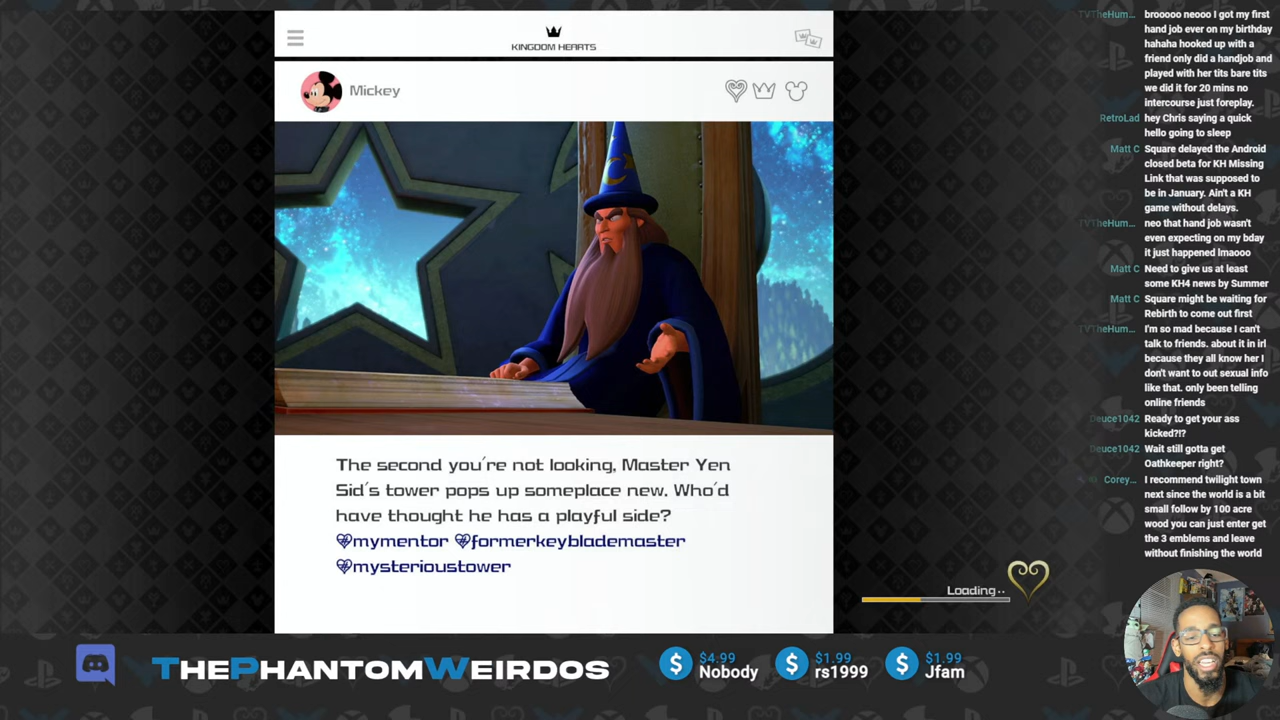 KINGDOM HEARTS
Mickey
The second you're not looking, Master Yen
Sid's tower pops up someplace new. Who'd
have thought he has a playful side?
mymentor formerkeyblademaster
mysterioustower
Loading..
TVTheHum... brooooo neooo I got my first
hand job ever on my birthday
hahaha hooked up with a
friend only did a handjob and
played with her tits bare tits
we did it for 20 mins no
intercourse just foreplay.
RetroLad hey Chris saying a quick
hello going to sleep
Matt C Square delayed the Android
closed beta for KH Missing
Link that was supposed to
be in January. Ain't a KH
game without delays.
TVTheHum... neo that hand job wasn't
even expecting on my bday
it just happened lmaooo
Matt C Need to give us at least
some KH4 news by Summer
Matt C Square might be waiting for
Rebirth to come out first
TVTheHum... I'm so mad because I can't
talk to friends. about it in irl
because they all know her I
don't want to out sexual info
like that. only been telling
online friends
Deuce1042 Ready to get your ass
kicked?!?
Deuce1042 Wait still gotta get
Oathkeeper right?
Corey... I recommend twilight town
next since the world is a bit
small follow by 100 acre
wood you can just enter get
the 3 emblems and leave
without finishing the world
THEPHANTOMWEIRDOS
$ $4.99 Nobody
$ $1.99 rs1999
$ $1.99 Jfam